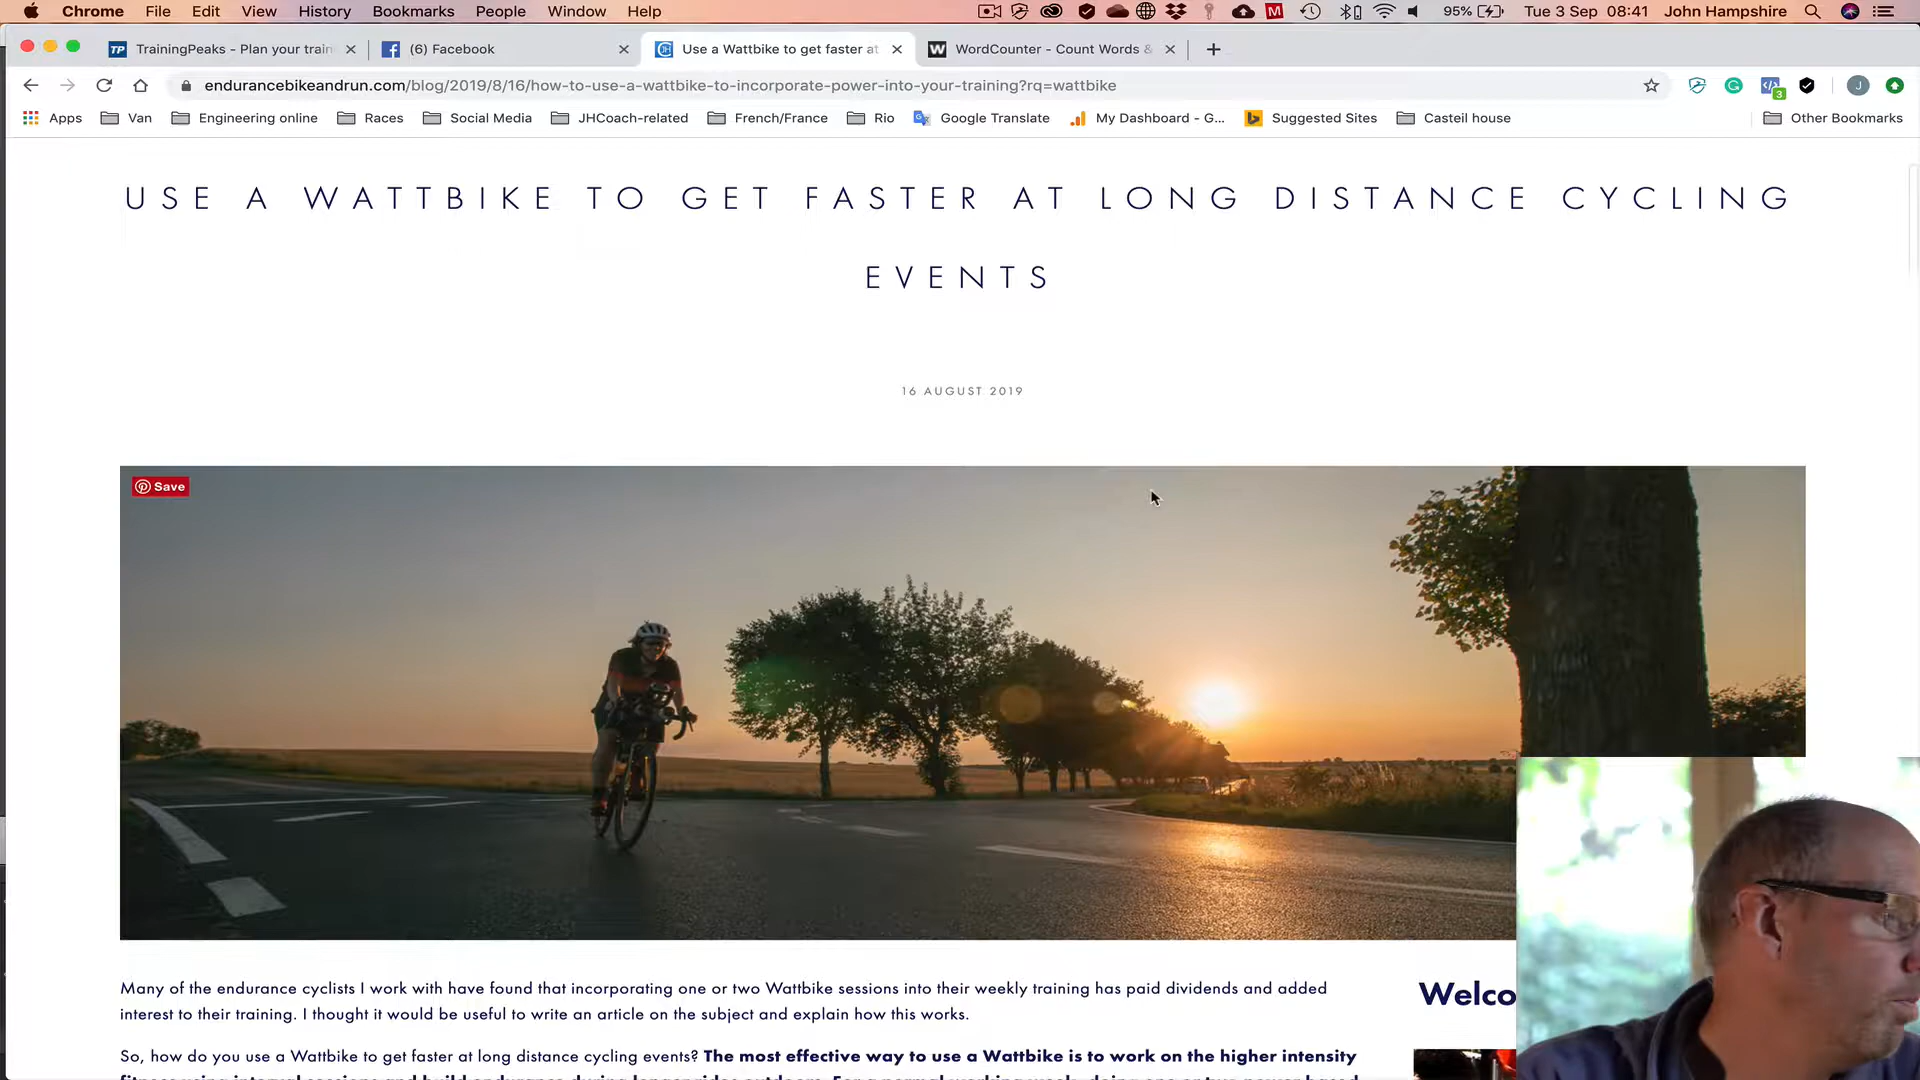 Chrome File Edit View History Bookmarks People Window Help 95% Tue 3 Sep 08:41 John Hampshire
TrainingPeaks - Plan your train (6) Facebook Use a Wattbike to get faster at WordCounter - Count Words &
endurancebikeandrun.com/blog/2019/8/16/how-to-use-a-wattbike-to-incorporate-power-into-your-training?rq=wattbike
Apps Van Engineering online Races Social Media JHCoach-related French/France Rio Google Translate My Dashboard - G... Suggested Sites Casteil house Other Bookmarks
USE A WATTBIKE TO GET FASTER AT LONG DISTANCE CYCLING
EVENTS
16 AUGUST 2019
Save
Many of the endurance cyclists I work with have found that incorporating one or two Wattbike sessions into their weekly training has paid dividends and added
interest to their training. I thought it would be useful to write an article on the subject and explain how this works.
Welco
So, how do you use a Wattbike to get faster at long distance cycling events? The most effective way to use a Wattbike is to work on the higher intensity